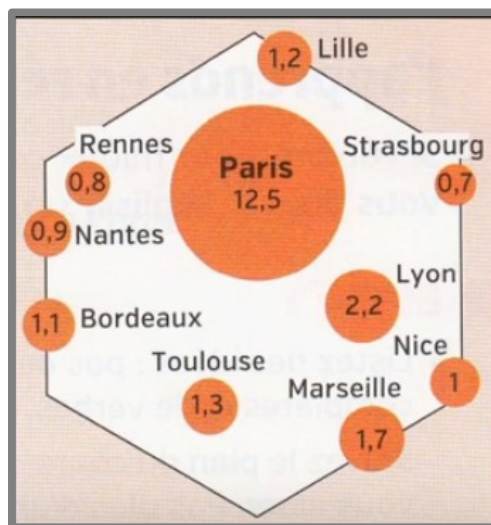 1,2 Lille
Rennes
0,8
Paris
12,5
Strasbourg
0,7
0,9 Nantes
Lyon
2,2
1,1 Bordeaux
Nice
1
Toulouse
1,3
Marseille
1,7